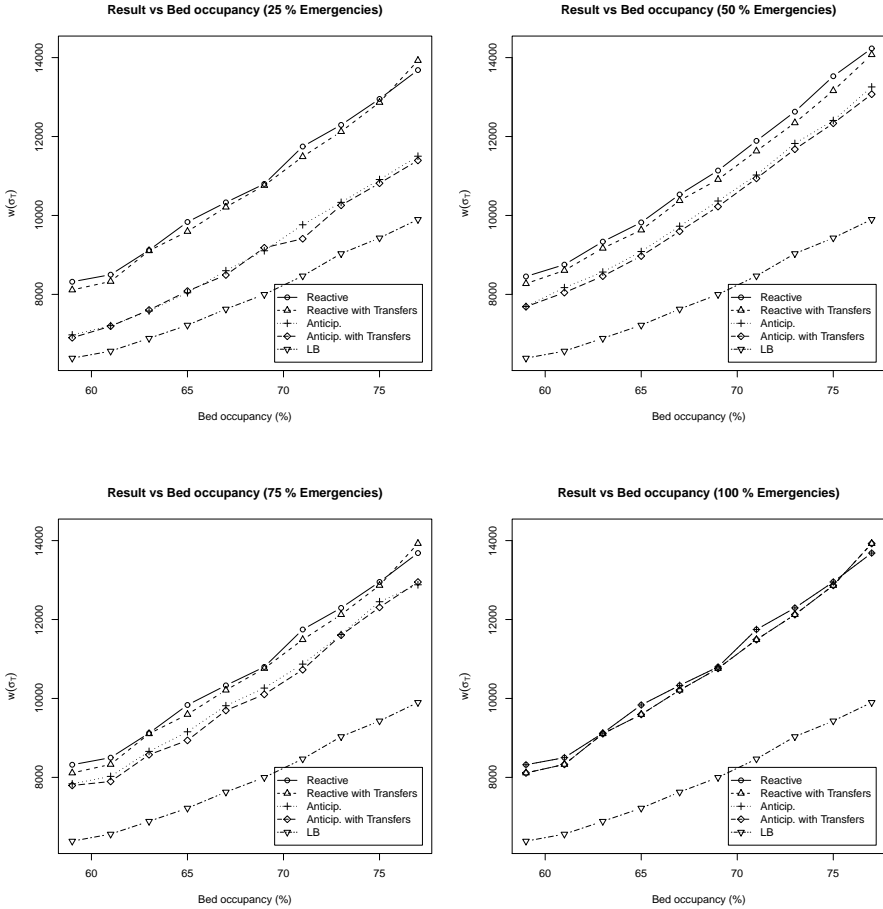 Result vs Bed occupancy (25 % Emergencies)
w(σT)
14000
12000
10000
8000
60
65
70
75
Bed occupancy (%)
Reactive
Reactive with Transfers
Anticip.
Anticip. with Transfers
LB
Result vs Bed occupancy (50 % Emergencies)
w(σT)
14000
12000
10000
8000
60
65
70
75
Bed occupancy (%)
Reactive
Reactive with Transfers
Anticip.
Anticip. with Transfers
LB
Result vs Bed occupancy (75 % Emergencies)
w(σT)
14000
12000
10000
8000
60
65
70
75
Bed occupancy (%)
Reactive
Reactive with Transfers
Anticip.
Anticip. with Transfers
LB
Result vs Bed occupancy (100 % Emergencies)
w(σT)
14000
12000
10000
8000
60
65
70
75
Bed occupancy (%)
Reactive
Reactive with Transfers
Anticip.
Anticip. with Transfers
LB